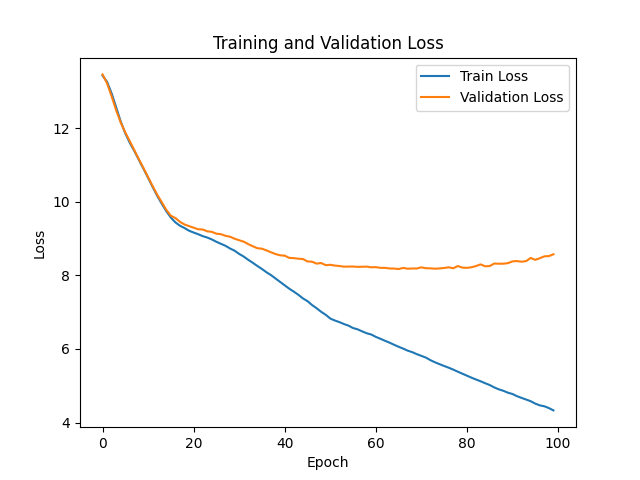 Training and Validation Loss
Train Loss
Validation Loss
12
10
8
6
4
Loss
0 20 40 60 80 100
Epoch